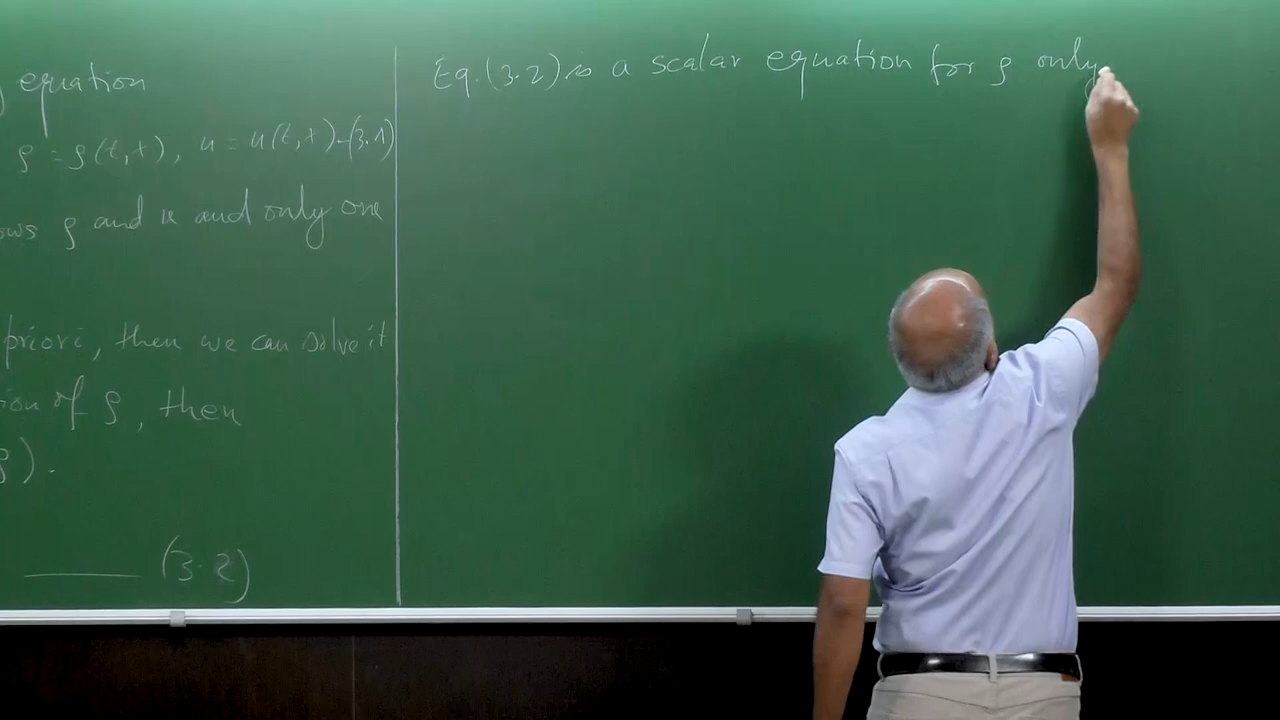 equation
ρ = ρ(t,x), u = u(t,x) - (3.1)
ρ and u and only one
priori, then we can solve it
of ρ, then
ρ).
(3.2)
Eq. (3.2) is a scalar equation for ρ only